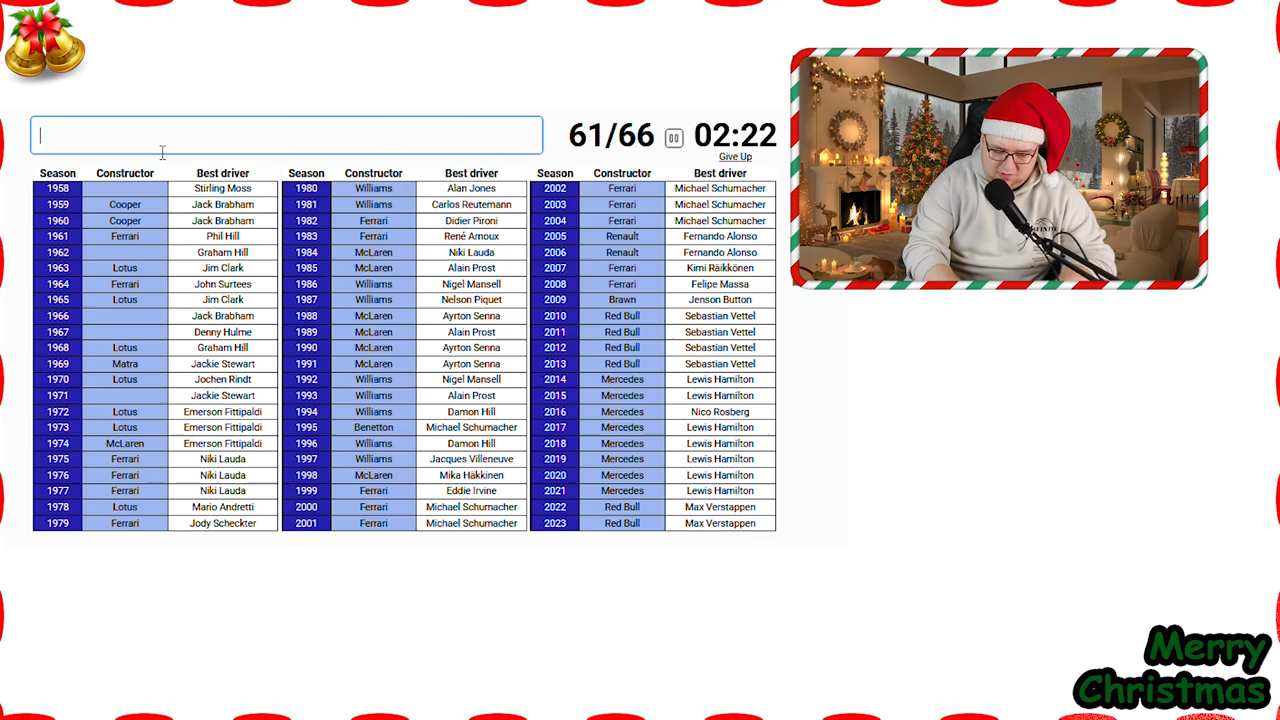 61/66 02:22
Give Up
Season Constructor Best driver Season Constructor Best driver Season Constructor Best driver
1958 Stirling Moss 1980 Williams Alan Jones 2002 Ferrari Michael Schumacher
1959 Cooper Jack Brabham 1981 Williams Carlos Reutemann 2003 Ferrari Michael Schumacher
1960 Cooper Jack Brabham 1982 Ferrari Didier Pironi 2004 Ferrari Michael Schumacher
1961 Ferrari Phil Hill 1983 Ferrari René Arnoux 2005 Renault Fernando Alonso
1962 Graham Hill 1984 McLaren Niki Lauda 2006 Renault Fernando Alonso
1963 Lotus Jim Clark 1985 McLaren Alain Prost 2007 Ferrari Kimi Räikkönen
1964 Ferrari John Surtees 1986 Williams Nigel Mansell 2008 Ferrari Felipe Massa
1965 Lotus Jim Clark 1987 Williams Nelson Piquet 2009 Brawn Jenson Button
1966 Jack Brabham 1988 McLaren Ayrton Senna 2010 Red Bull Sebastian Vettel
1967 Denny Hulme 1989 McLaren Alain Prost 2011 Red Bull Sebastian Vettel
1968 Lotus Graham Hill 1990 McLaren Ayrton Senna 2012 Red Bull Sebastian Vettel
1969 Matra Jackie Stewart 1991 McLaren Ayrton Senna 2013 Red Bull Sebastian Vettel
1970 Lotus Jochen Rindt 1992 Williams Nigel Mansell 2014 Mercedes Lewis Hamilton
1971 Jackie Stewart 1993 Williams Alain Prost 2015 Mercedes Lewis Hamilton
1972 Lotus Emerson Fittipaldi 1994 Williams Damon Hill 2016 Mercedes Nico Rosberg
1973 Lotus Emerson Fittipaldi 1995 Benetton Michael Schumacher 2017 Mercedes Lewis Hamilton
1974 McLaren Emerson Fittipaldi 1996 Williams Damon Hill 2018 Mercedes Lewis Hamilton
1975 Ferrari Niki Lauda 1997 Williams Jacques Villeneuve 2019 Mercedes Lewis Hamilton
1976 Ferrari Niki Lauda 1998 McLaren Mika Häkkinen 2020 Mercedes Lewis Hamilton
1977 Ferrari Niki Lauda 1999 Ferrari Eddie Irvine 2021 Mercedes Lewis Hamilton
1978 Lotus Mario Andretti 2000 Ferrari Michael Schumacher 2022 Red Bull Max Verstappen
1979 Ferrari Jody Scheckter 2001 Ferrari Michael Schumacher 2023 Red Bull Max Verstappen
Merry
Christmas